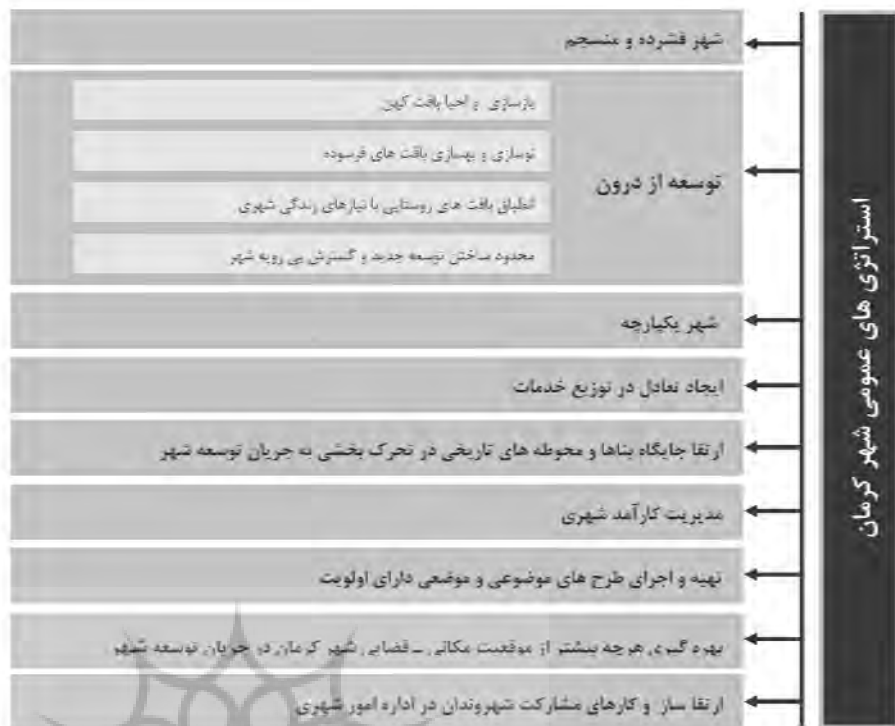 استراتژی های عمومی شهر کرمان
شهر فشرده و منسجم
توسعه از درون
بازسازی و احیا بافت کهن
نوسازی و بهسازی بافت های فرسوده
انطباق بافت های روستایی با نیازهای زندگی شهری
محدود ساختن توسعه جدید و گسترش بی رویه شهر
شهر یکپارچه
ایجاد تعادل در توزیع خدمات
ارتقا جایگاه بناها و محوطه های تاریخی در تحرک بخشی به جریان توسعه شهر
مدیریت کارآمد شهری
تهیه و اجرای طرح های موضوعی و موضعی دارای اولویت
بهره گیری هرچه بیشتر از موقعیت مکانی – فضایی شهر کرمان در جریان توسعه شهر
ارتقا ساز و کارهای مشارکت شهروندان در اداره امور شهری